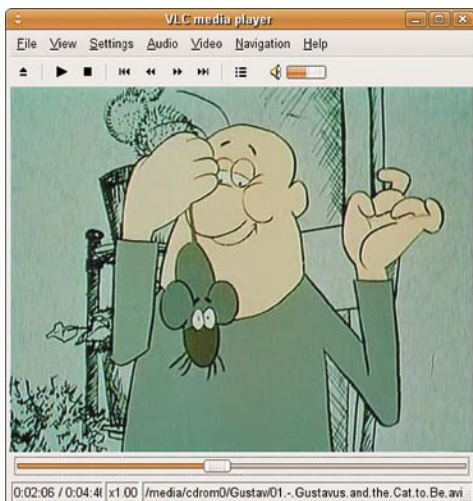 VLC media player
File View Settings Audio Video Navigation Help
0:02:06 / 0:04:46 x1.00 /media/cdrom0/Gustav/01.-.Gustavus.and.the.Cat.to.Be.avi